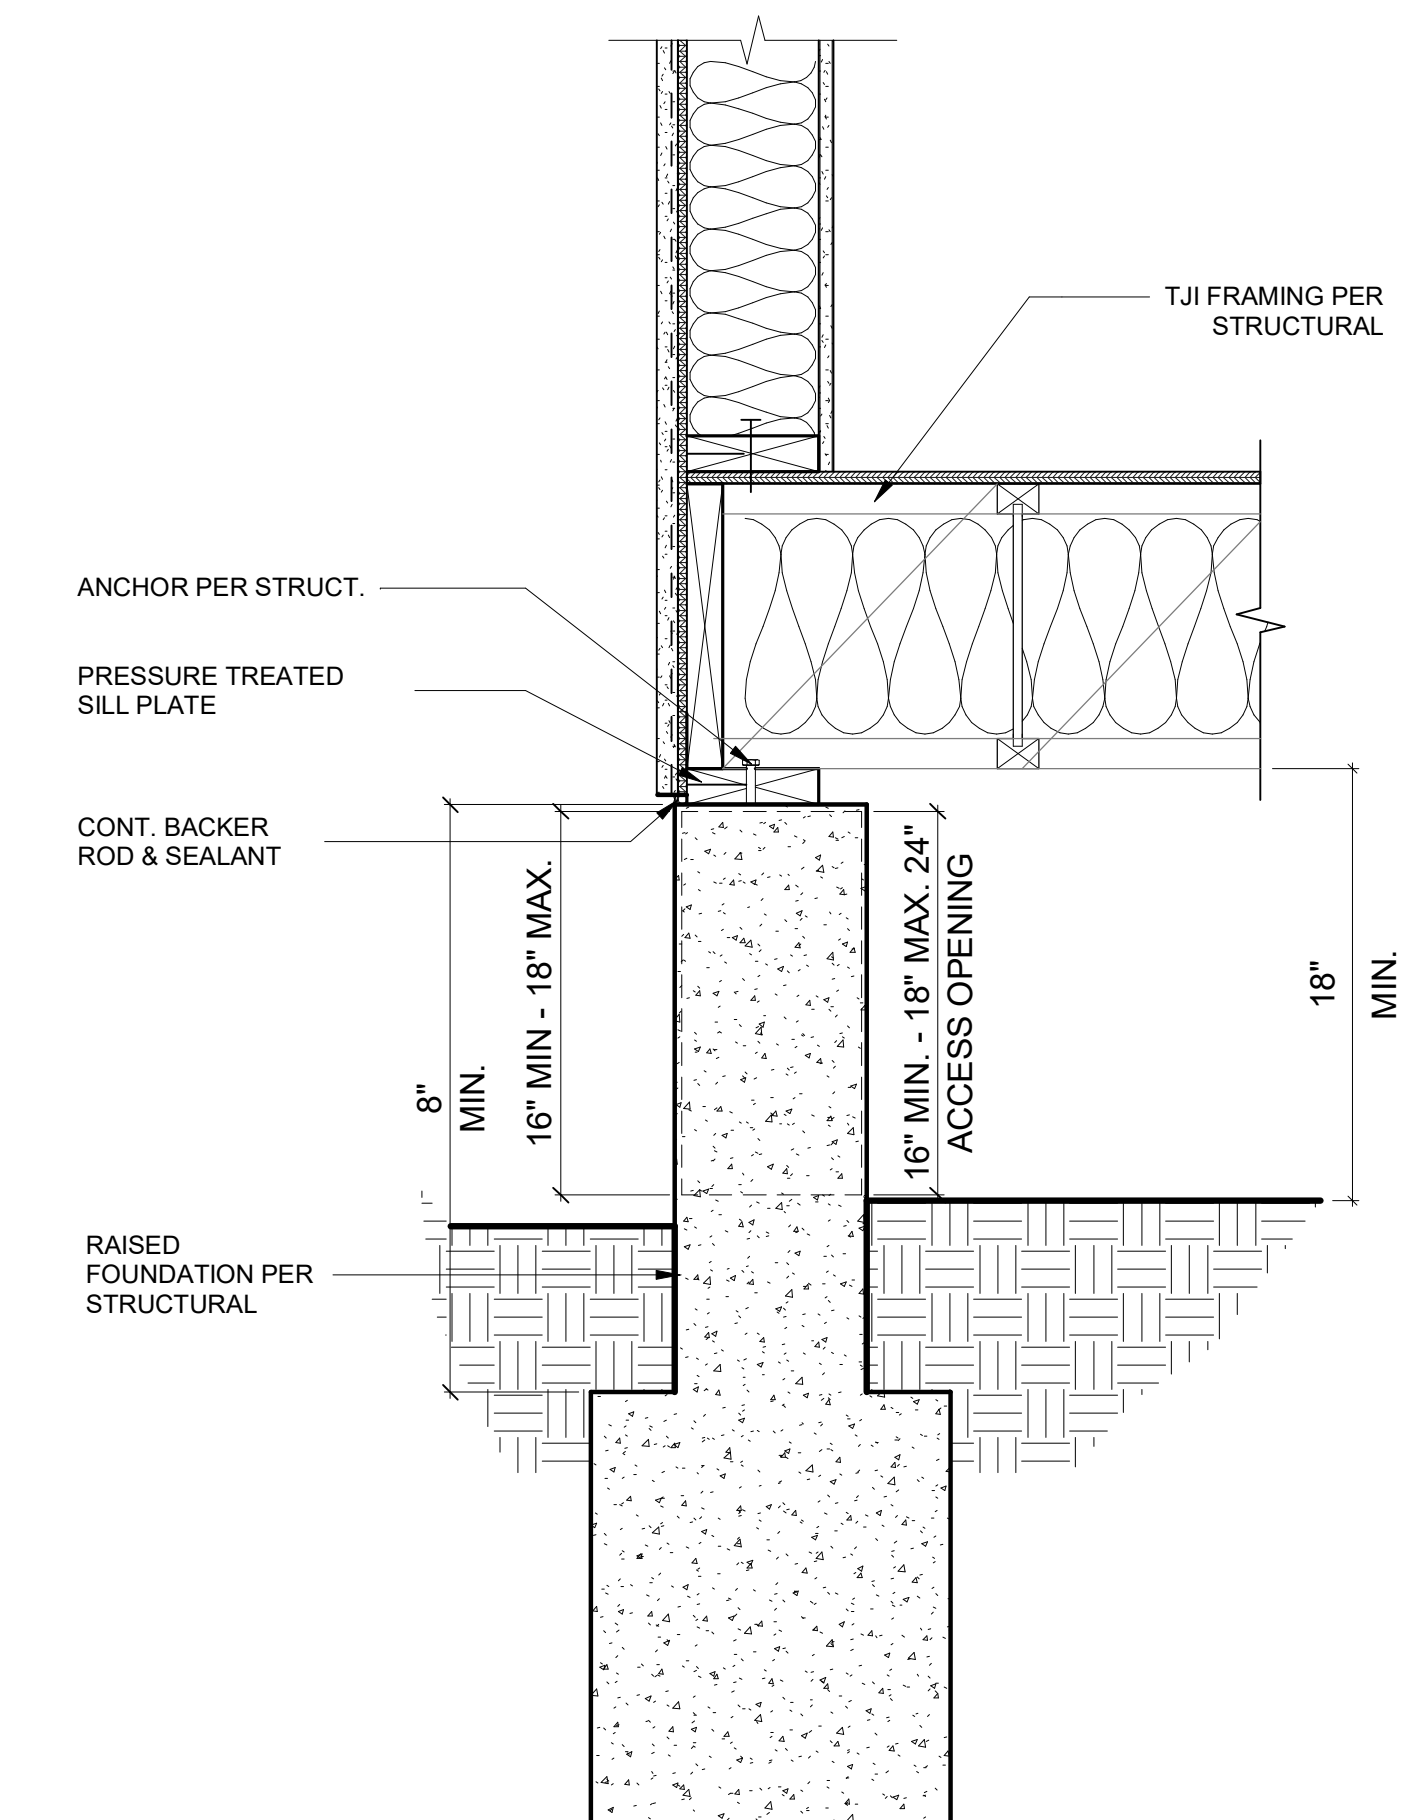 TJI FRAMING PER
STRUCTURAL
ANCHOR PER STRUCT.
PRESSURE TREATED
SILL PLATE
CONT. BACKER
ROD & SEALANT
8"
MIN.
16" MIN - 18" MAX.
16" MIN. - 18" MAX. 24"
ACCESS OPENING
18"
MIN.
RAISED
FOUNDATION PER
STRUCTURAL